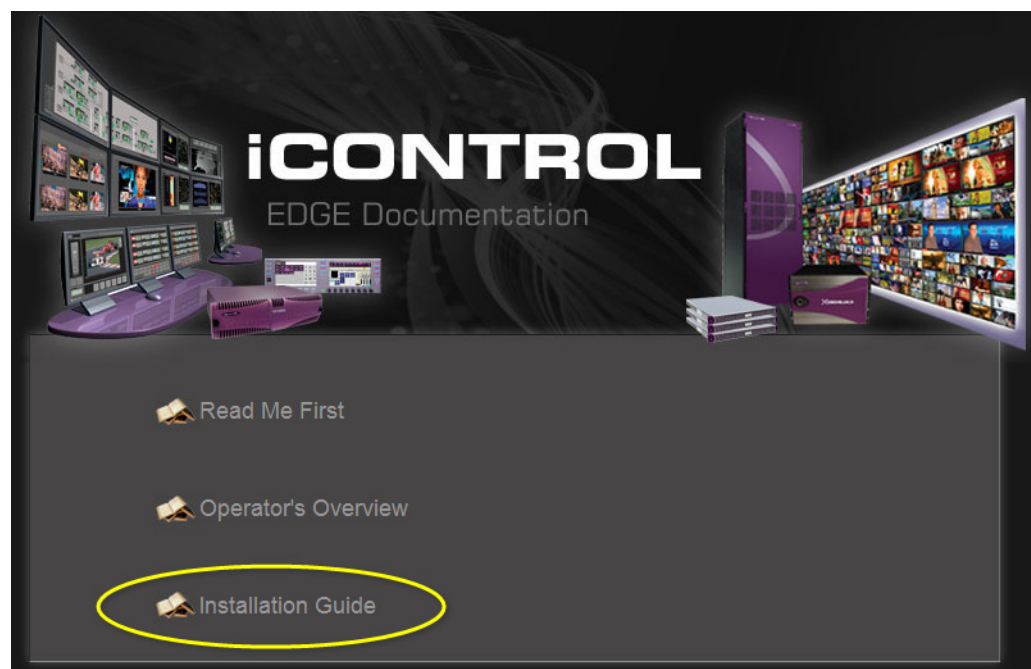 iCONTROL
EDGE Documentation
Read Me First
Operator's Overview
Installation Guide